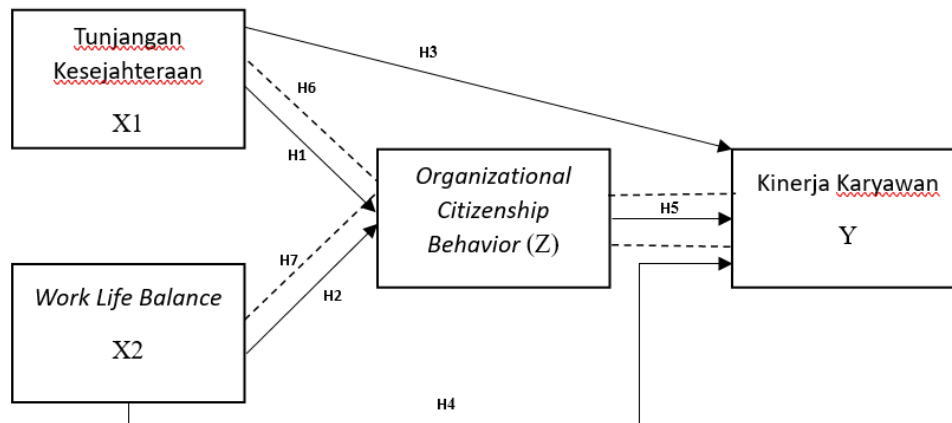 Tunjangan
Kesejahteraan
X1
H3
H6
H1
Organizational
Citizenship
Behavior (Z)
H5
Kinerja Karyawan
Y
H7
H2
Work Life Balance
X2
H4